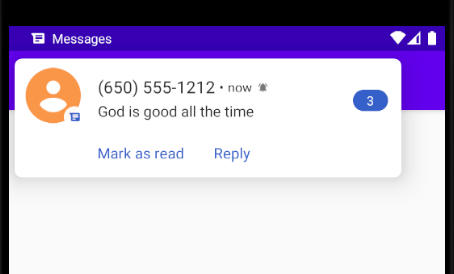 Messages
(650) 555-1212 • now
3
God is good all the time
Mark as read Reply